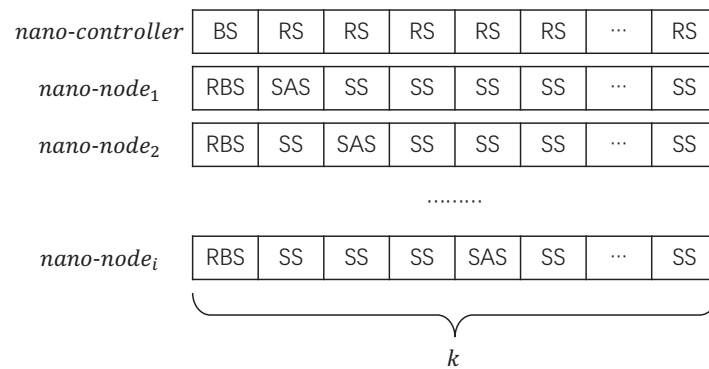 nano-controller BS RS RS RS RS RS ··· RS
nano-node₁ RBS SAS SS SS SS SS ··· SS
nano-node₂ RBS SS SAS SS SS SS ··· SS
·········
nano-nodeᵢ RBS SS SS SS SAS SS ··· SS
k